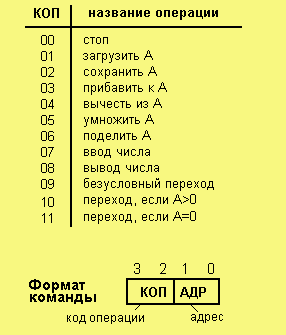 КОП название операции
00 стоп
01 загрузить А
02 сохранить А
03 прибавить к А
04 вычесть из А
05 умножить А
06 поделить А
07 ввод числа
08 вывод числа
09 безусловный переход
10 переход, если А>0
11 переход, если А=0
3 2 1 0
Формат
команды
КОП АДР
код операции адрес